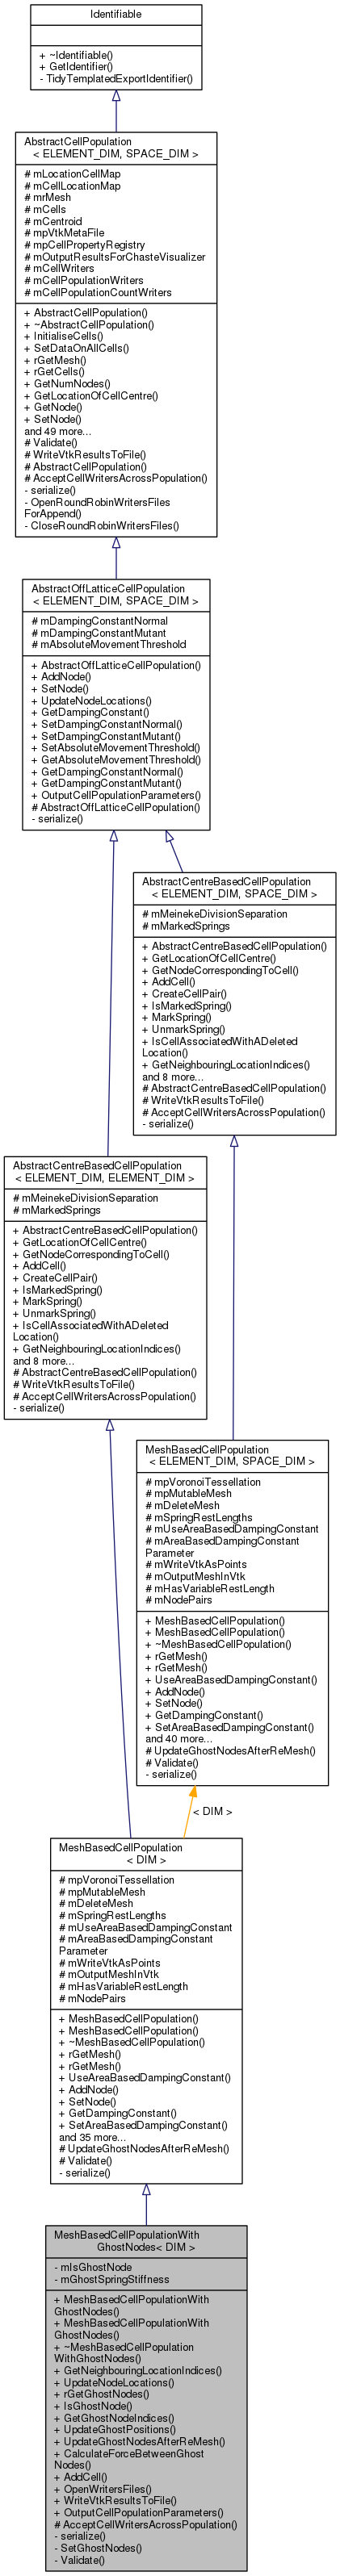 Identifiable
+ ~Identifiable()
+ GetIdentifier()
- TidyTemplatedExportIdentifier()
AbstractCellPopulation
< ELEMENT_DIM, SPACE_DIM >
# mLocationCellMap
# mCellLocationMap
# mrMesh
# mCells
# mCentroid
# mpVtkMetaFile
# mpCellPropertyRegistry
# mOutputResultsForChasteVisualizer
# mCellWriters
# mCellPopulationWriters
# mCellPopulationCountWriters
+ AbstractCellPopulation()
+ ~AbstractCellPopulation()
+ InitialiseCells()
+ SetDataOnAllCells()
+ rGetMesh()
+ rGetCells()
+ GetNumNodes()
+ GetLocationOfCellCentre()
+ GetNode()
+ SetNode()
and 49 more...
# Validate()
# WriteVtkResultsToFile()
# AbstractCellPopulation()
# AcceptCellWritersAcrossPopulation()
- serialize()
- OpenRoundRobinWritersFiles
ForAppend()
- CloseRoundRobinWritersFiles()
AbstractOffLatticeCellPopulation
< ELEMENT_DIM, SPACE_DIM >
# mDampingConstantNormal
# mDampingConstantMutant
# mAbsoluteMovementThreshold
+ AbstractOffLatticeCellPopulation()
+ AddNode()
+ SetNode()
+ UpdateNodeLocations()
+ GetDampingConstant()
+ SetDampingConstantNormal()
+ SetDampingConstantMutant()
+ SetAbsoluteMovementThreshold()
+ GetAbsoluteMovementThreshold()
+ GetDampingConstantNormal()
+ GetDampingConstantMutant()
+ OutputCellPopulationParameters()
# AbstractOffLatticeCellPopulation()
- serialize()
AbstractCentreBasedCellPopulation
< ELEMENT_DIM, SPACE_DIM >
# mMeinekeDivisionSeparation
# mMarkedSprings
+ AbstractCentreBasedCellPopulation()
+ GetLocationOfCellCentre()
+ GetNodeCorrespondingToCell()
+ AddCell()
+ CreateCellPair()
+ IsMarkedSpring()
+ MarkSpring()
+ UnmarkSpring()
+ IsCellAssociatedWithADeleted
Location()
+ GetNeighbouringLocationIndices()
and 8 more...
# AbstractCentreBasedCellPopulation()
# WriteVtkResultsToFile()
# AcceptCellWritersAcrossPopulation()
- serialize()
AbstractCentreBasedCellPopulation
< ELEMENT_DIM, ELEMENT_DIM >
# mMeinekeDivisionSeparation
# mMarkedSprings
+ AbstractCentreBasedCellPopulation()
+ GetLocationOfCellCentre()
+ GetNodeCorrespondingToCell()
+ AddCell()
+ CreateCellPair()
+ IsMarkedSpring()
+ MarkSpring()
+ UnmarkSpring()
+ IsCellAssociatedWithADeleted
Location()
+ GetNeighbouringLocationIndices()
and 8 more...
# AbstractCentreBasedCellPopulation()
# WriteVtkResultsToFile()
# AcceptCellWritersAcrossPopulation()
- serialize()
MeshBasedCellPopulation
< ELEMENT_DIM, SPACE_DIM >
# mpVoronoiTessellation
# mpMutableMesh
# mDeleteMesh
# mSpringRestLengths
# mUseAreaBasedDampingConstant
# mAreaBasedDampingConstant
Parameter
# mWriteVtkAsPoints
# mOutputMeshInVtk
# mHasVariableRestLength
# mNodePairs
+ MeshBasedCellPopulation()
+ MeshBasedCellPopulation()
+ ~MeshBasedCellPopulation()
+ rGetMesh()
+ rGetMesh()
+ UseAreaBasedDampingConstant()
+ AddNode()
+ SetNode()
+ GetDampingConstant()
+ SetAreaBasedDampingConstant()
and 40 more...
# UpdateGhostNodesAfterReMesh()
# Validate()
- serialize()
< DIM >
MeshBasedCellPopulation
< DIM >
# mpVoronoiTessellation
# mpMutableMesh
# mDeleteMesh
# mSpringRestLengths
# mUseAreaBasedDampingConstant
# mAreaBasedDampingConstant
Parameter
# mWriteVtkAsPoints
# mOutputMeshInVtk
# mHasVariableRestLength
# mNodePairs
+ MeshBasedCellPopulation()
+ MeshBasedCellPopulation()
+ ~MeshBasedCellPopulation()
+ rGetMesh()
+ rGetMesh()
+ UseAreaBasedDampingConstant()
+ AddNode()
+ SetNode()
+ GetDampingConstant()
+ SetAreaBasedDampingConstant()
and 35 more...
# UpdateGhostNodesAfterReMesh()
# Validate()
- serialize()
MeshBasedCellPopulationWith
GhostNodes< DIM >
- mIsGhostNode
- mGhostSpringStiffness
+ MeshBasedCellPopulationWith
GhostNodes()
+ MeshBasedCellPopulationWith
GhostNodes()
+ ~MeshBasedCellPopulation
WithGhostNodes()
+ GetNeighbouringLocationIndices()
+ UpdateNodeLocations()
+ rGetGhostNodes()
+ IsGhostNode()
+ GetGhostNodeIndices()
+ UpdateGhostPositions()
+ UpdateGhostNodesAfterReMesh()
+ CalculateForceBetweenGhost
Nodes()
+ AddCell()
+ OpenWritersFiles()
+ WriteVtkResultsToFile()
+ OutputCellPopulationParameters()
# AcceptCellWritersAcrossPopulation()
- serialize()
- SetGhostNodes()
- Validate()